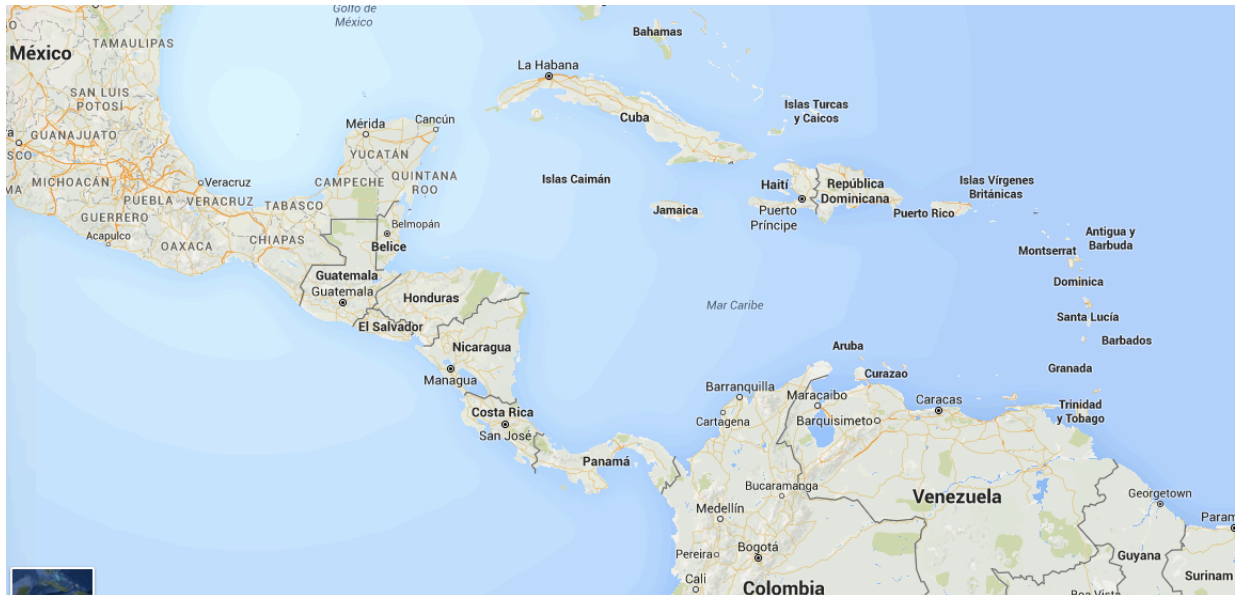 Golfo de
México
Bahamas
TAMAULIPAS
México
La Habana
SAN LUIS
POTOSÍ
Islas Turcas
y Caicos
Cuba
Mérida
Cancún
GUANAJUATO
YUCATÁN
MICHOACÁN
Veracruz
CAMPECHE
QUINTANA
ROO
Islas Caimán
Haití
República
Dominicana
Islas Vírgenes
Británicas
PUEBLA
VERACRUZ
TABASCO
GUERRERO
Jamaica
Puerto
Príncipe
Puerto Rico
Acapulco
OAXACA
CHIAPAS
Belmopán
Belice
Antigua y
Barbuda
Montserrat
Guatemala
Guatemala
Honduras
Dominica
Mar Caribe
El Salvador
Santa Lucía
Nicaragua
Aruba
Barbados
Managua
Curazao
Granada
Barranquilla
Maracaibo
Caracas
Costa Rica
San José
Cartagena
Barquisimeto
Trinidad
y Tobago
Panamá
Bucaramanga
Venezuela
Georgetown
Medellín
Param
Pereira
Bogotá
Guyana
Cali
Colombia
Surinam
Boa Vista